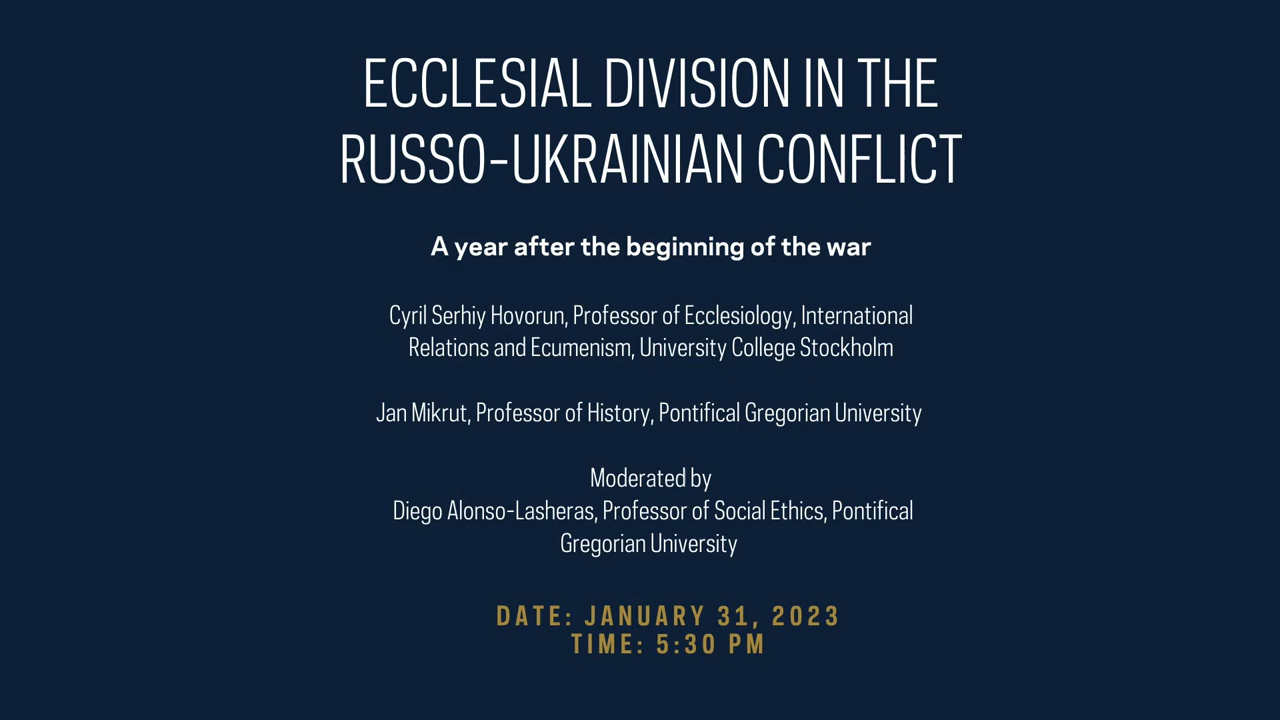 ECCLESIAL DIVISION IN THE
RUSSO-UKRAINIAN CONFLICT
A year after the beginning of the war
Cyril Serhiy Hovorun, Professor of Ecclesiology, International
Relations and Ecumenism, University College Stockholm
Jan Mikrut, Professor of History, Pontifical Gregorian University
Moderated by
Diego Alonso-Lasheras, Professor of Social Ethics, Pontifical
Gregorian University
DATE: JANUARY 31, 2023
TIME: 5:30 PM